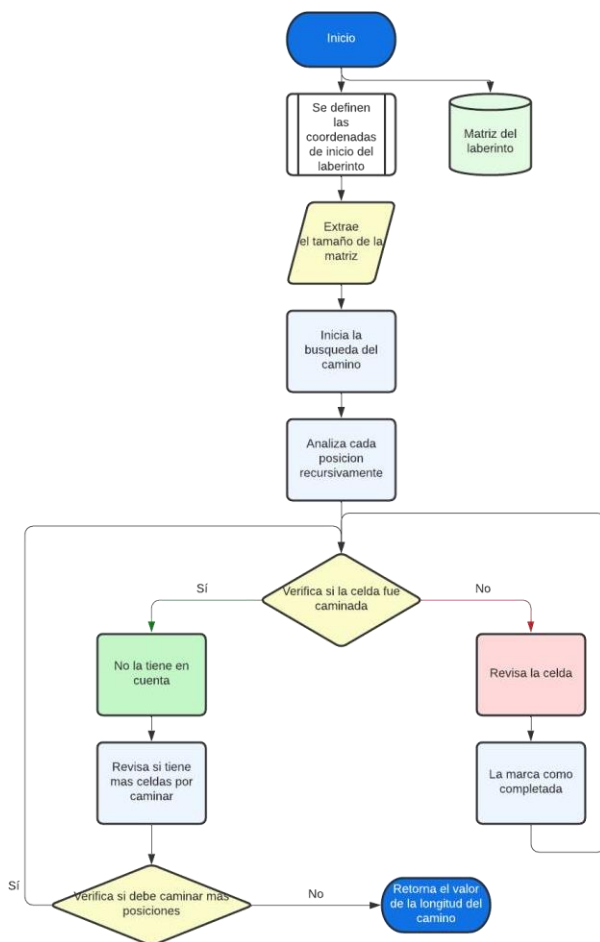 Inicio
Se definen
las
coordenadas
de inicio del
laberinto
Matriz del
laberinto
Extrae
el tamaño de la
matriz
Inicia la
busqueda del
camino
Analiza cada
posicion
recursivamente
Verifica si la celda fue
caminada
Sí
No
No la tiene en
cuenta
Revisa la celda
Revisa si tiene
mas celdas por
caminar
La marca como
completada
Verifica si debe caminar mas
posiciones
Sí
No
Retorna el valor
de la longitud del
camino